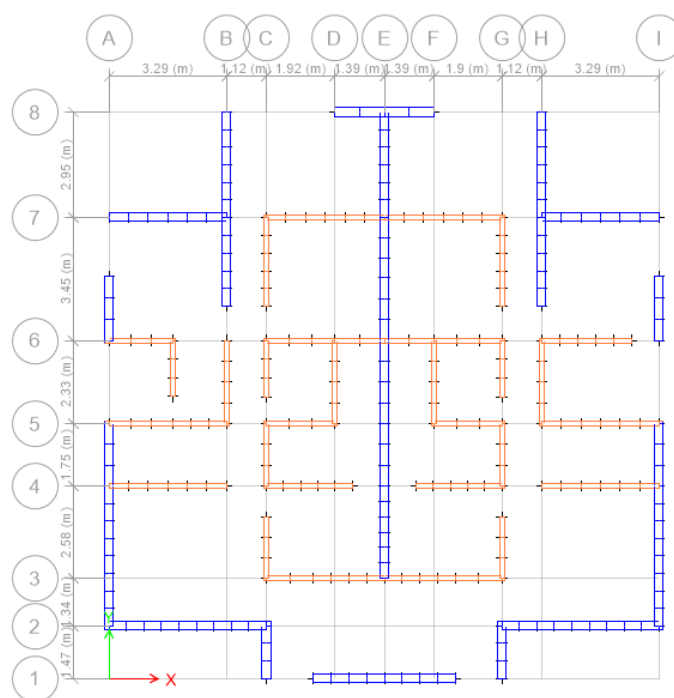 A B C D E F G H I
3.29 (m) 1.12 (m) 1.92 (m) 1.39 (m) 1.39 (m) 1.9 (m) 1.12 (m) 3.29 (m)
8
2.95 (m)
7
3.45 (m)
6
2.33 (m)
5
1.75 (m)
4
2.58 (m)
3
1.34 (m)
2
Y
1.47 (m)
1
X